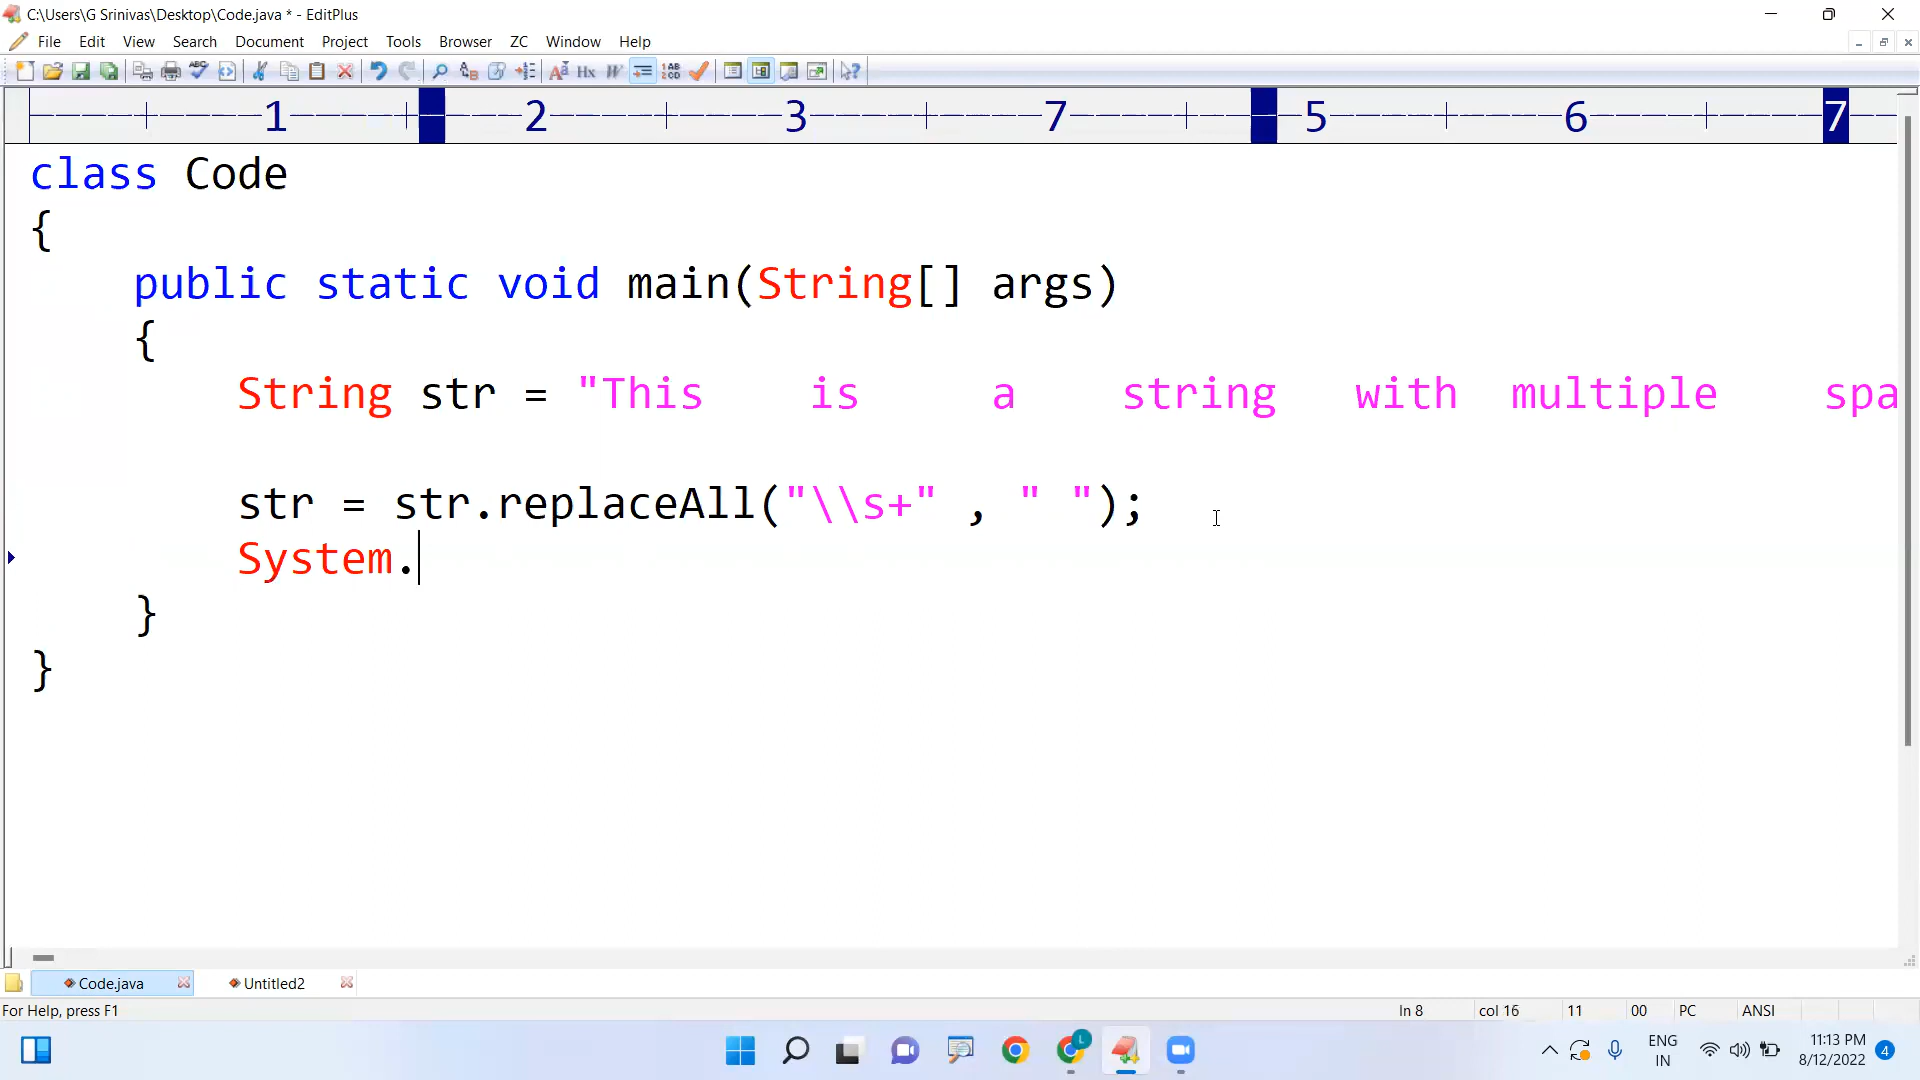 C:\Users\G Srinivas\Desktop\Code.java * - EditPlus
File Edit View Search Document Project Tools Browser ZC Window Help
1 2 3 7 5 6 7
class Code
{
public static void main(String[] args)
{
String str = "This    is     a    string   with  multiple    spa
str = str.replaceAll("\\s+" , " ");
System.
}
}
Code.java Untitled2
For Help, press F1 ln 8 col 16 11 00 PC ANSI
ENG 11:13 PM
IN 8/12/2022 4